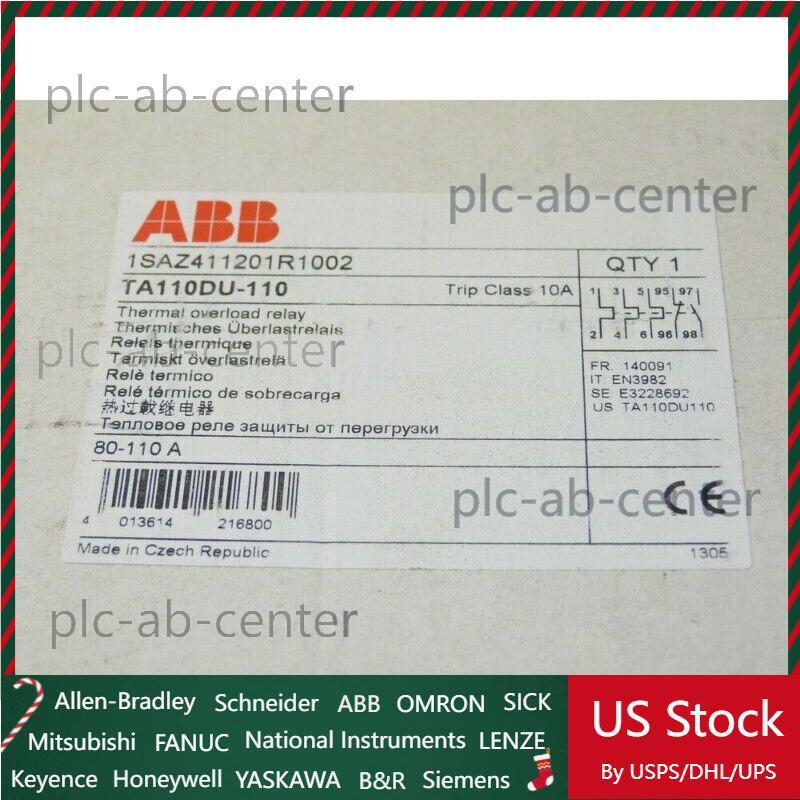 plc-ab-center
plc-ab-center
ABB
1SAZ411201R1002
QTY 1
TA110DU-110
Trip Class 10A
1 3 5 95 97
2 4 6 96 98
Thermal overload relay
Thermisches Überlastrelais
Relais thermique
plc-ab-center
Termiskt överlastrelä
Relè termico
Relé térmico de sobrecarga
热过载继电器
Тепловое реле защиты от перегрузки
FR. 140091
IT: EN3982
SE E3228692
US TA110DU110
80-110 A
plc-ab-center
CE
4 013614 216800
Made in Czech Republic
1305
plc-ab-center
Allen-Bradley Schneider ABB OMRON SICK
Mitsubishi FANUC National Instruments LENZE
Keyence Honeywell YASKAWA B&R Siemens
US Stock
By USPS/DHL/UPS